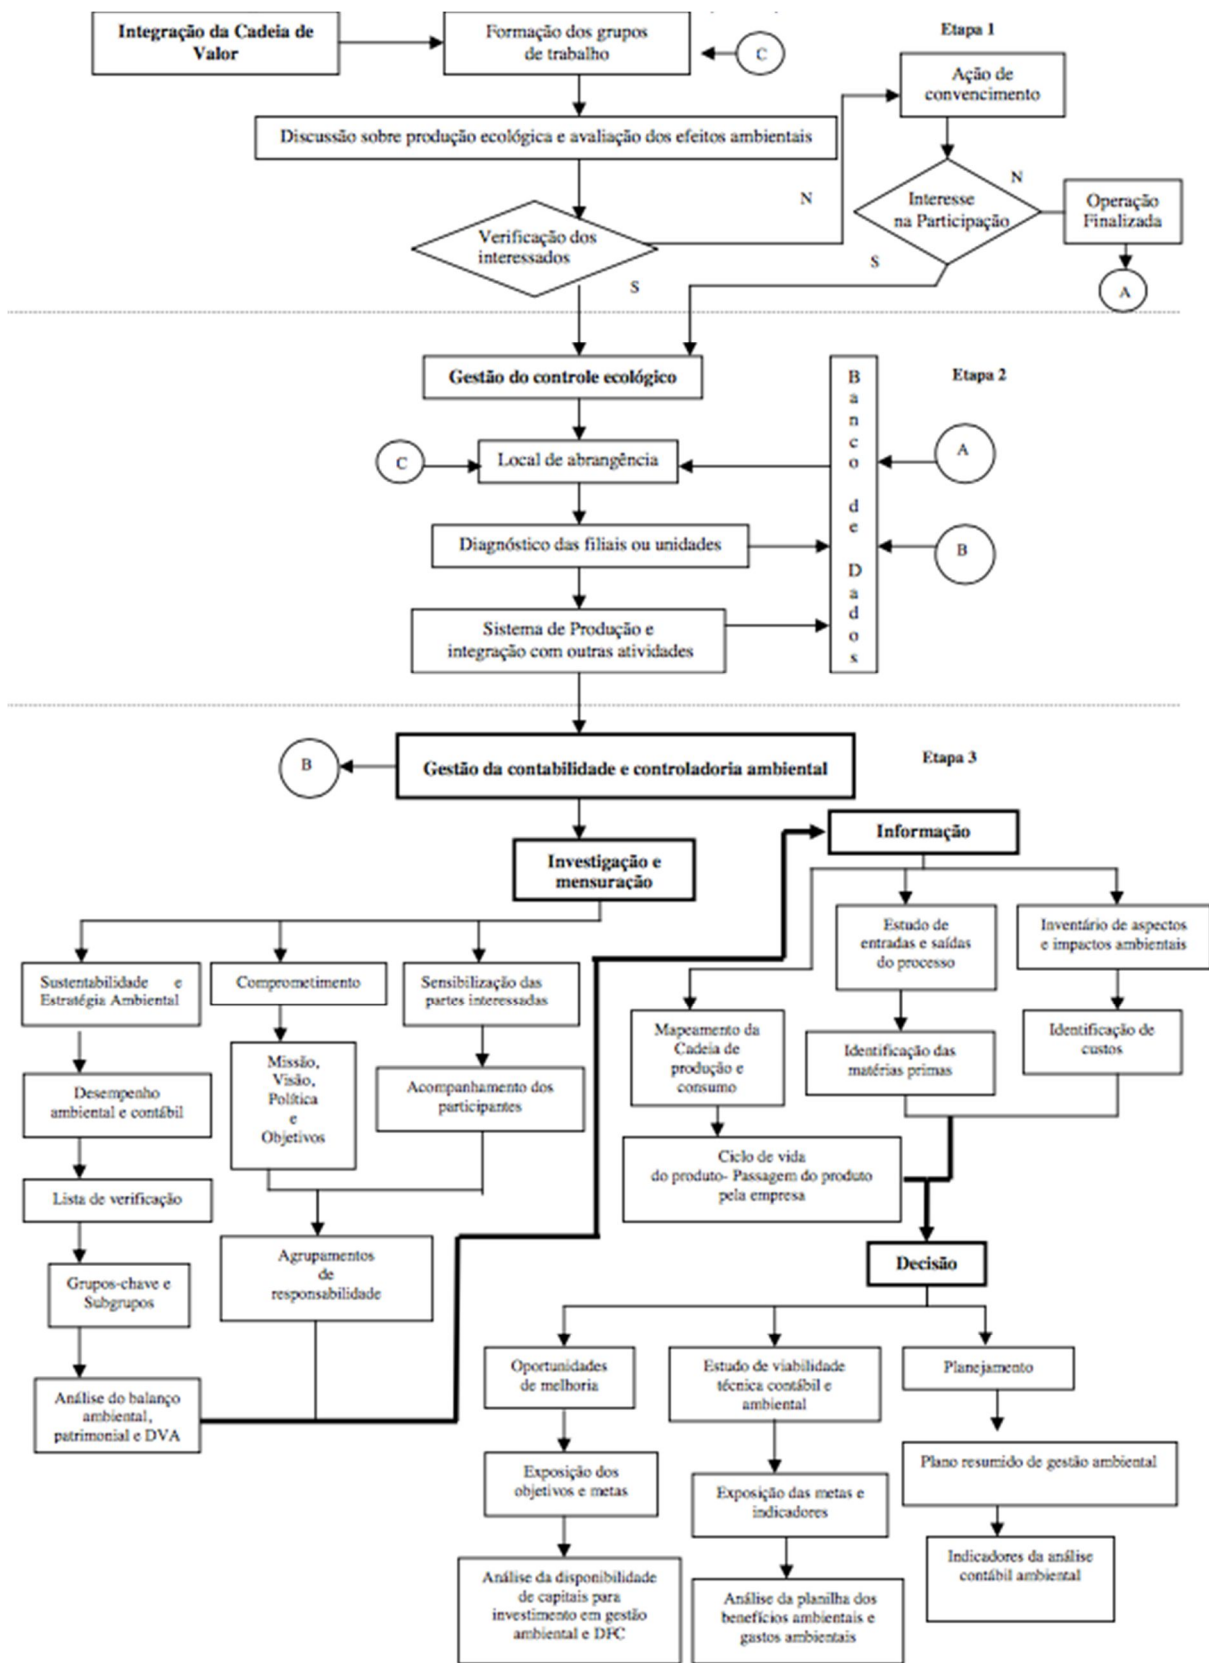 Integração da Cadeia de
Valor
Formação dos grupos
de trabalho
C
Etapa 1
Ação de
convencimento
Discussão sobre produção ecológica e avaliação dos efeitos ambientais
N
Interesse
na Participação
N
Operação
Finalizada
Verificação dos
interessados
S
S
A
Gestão do controle ecológico
Etapa 2
Banco de Dados
C
Local de abrangência
A
Diagnóstico das filiais ou unidades
B
Sistema de Produção e
integração com outras atividades
B
Gestão da contabilidade e controladoria ambiental
Etapa 3
Investigação e
mensuração
Informação
Sustentabilidade e
Estratégia Ambiental
Comprometimento
Sensibilização das
partes interessadas
Estudo de
entradas e saídas
do processo
Inventário de aspectos
e impactos ambientais
Mapeamento da
Cadeia de
produção e
consumo
Identificação das
matérias primas
Identificação de
custos
Desempenho
ambiental e contábil
Missão,
Visão,
Política
e
Objetivos
Acompanhamento dos
participantes
Ciclo de vida
do produto- Passagem do produto
pela empresa
Lista de verificação
Agrupamentos
de
responsabilidade
Decisão
Grupos-chave e
Subgrupos
Análise do balanço
ambiental,
patrimonial e DVA
Oportunidades
de melhoria
Estudo de viabilidade
técnica contábil e
ambiental
Planejamento
Exposição dos
objetivos e metas
Exposição das metas e
indicadores
Plano resumido de gestão ambiental
Análise da disponibilidade
de capitais para
investimento em gestão
ambiental e DFC
Análise da planilha dos
benefícios ambientais e
gastos ambientais
Indicadores da análise
contábil ambiental